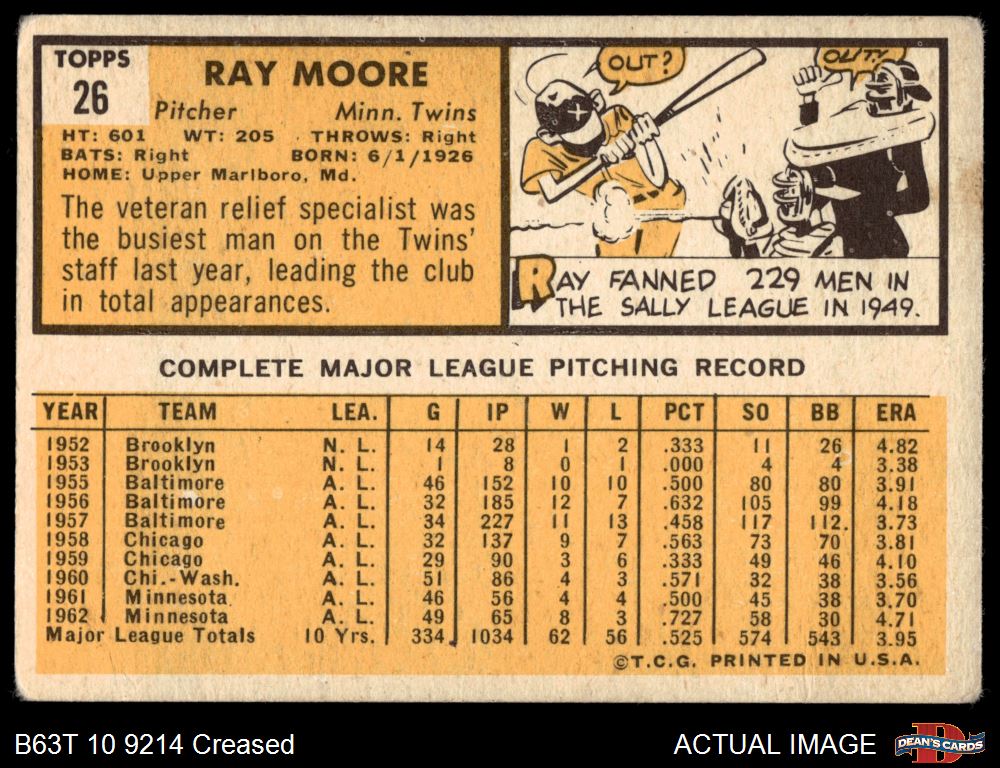 TOPPS
26
RAY MOORE
Pitcher Minn. Twins
HT: 601 WT: 205 THROWS: Right
BATS: Right BORN: 6/1/1926
HOME: Upper Marlboro, Md.
The veteran relief specialist was
the busiest man on the Twins'
staff last year, leading the club
in total appearances.
OUT?
OUT!
RAY FANNED 229 MEN IN
THE SALLY LEAGUE IN 1949.
COMPLETE MAJOR LEAGUE PITCHING RECORD
YEAR TEAM LEA. G IP W L PCT SO BB ERA
1952 Brooklyn N. L. 14 28 1 2 .333 11 26 4.82
1953 Brooklyn N. L. 1 8 0 1 .000 4 4 3.38
1955 Baltimore A. L. 46 152 10 10 .500 80 80 3.91
1956 Baltimore A. L. 32 185 12 7 .632 105 99 4.18
1957 Baltimore A. L. 34 227 11 13 .458 117 112 3.73
1958 Chicago A. L. 32 137 9 7 .563 73 70 3.81
1959 Chicago A. L. 29 90 3 6 .333 49 46 4.10
1960 Chi.-Wash. A. L. 51 86 4 3 .571 32 38 3.56
1961 Minnesota A. L. 46 56 4 4 .500 45 38 3.70
1962 Minnesota A. L. 49 65 8 3 .727 58 30 4.71
Major League Totals 10 Yrs. 334 1034 62 56 .525 574 543 3.95
©T.C.G. PRINTED IN U.S.A.
B63T 10 9214 Creased
ACTUAL IMAGE
D
DEAN'S CARDS